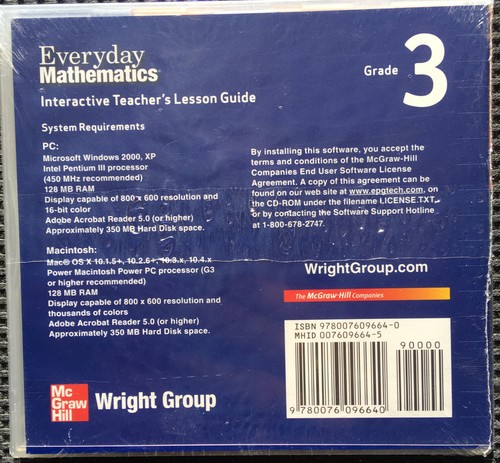 Everyday
Mathematics®
Interactive Teacher's Lesson Guide
Grade 3
System Requirements
PC:
Microsoft Windows 2000, XP
Intel Pentium III processor
(450 MHz recommended)
128 MB RAM
Display capable of 800 x 600 resolution and
16-bit color
Adobe Acrobat Reader 5.0 (or higher)
Approximately 350 MB Hard Disk space.
Macintosh:
Mac® OS X 10.1.5+, 10.2.6+, 10.3.x, 10.4.x
Power Macintosh Power PC processor (G3
or higher recommended)
128 MB RAM
Display capable of 800 x 600 resolution and
thousands of colors
Adobe Acrobat Reader 5.0 (or higher)
Approximately 350 MB Hard Disk space.
By installing this software, you accept the
terms and conditions of the McGraw-Hill
Companies End User Software License
Agreement. A copy of this agreement can be
found on our web site at www.epgtech.com, on
the CD-ROM under the filename LICENSE.TXT,
or by contacting the Software Support Hotline
at 1-800-678-2747.
WrightGroup.com
The McGraw·Hill Companies
ISBN 978007609664-0
MHID 007609664-5
90000
9 780076 096640
Mc
Graw
Hill
Wright Group